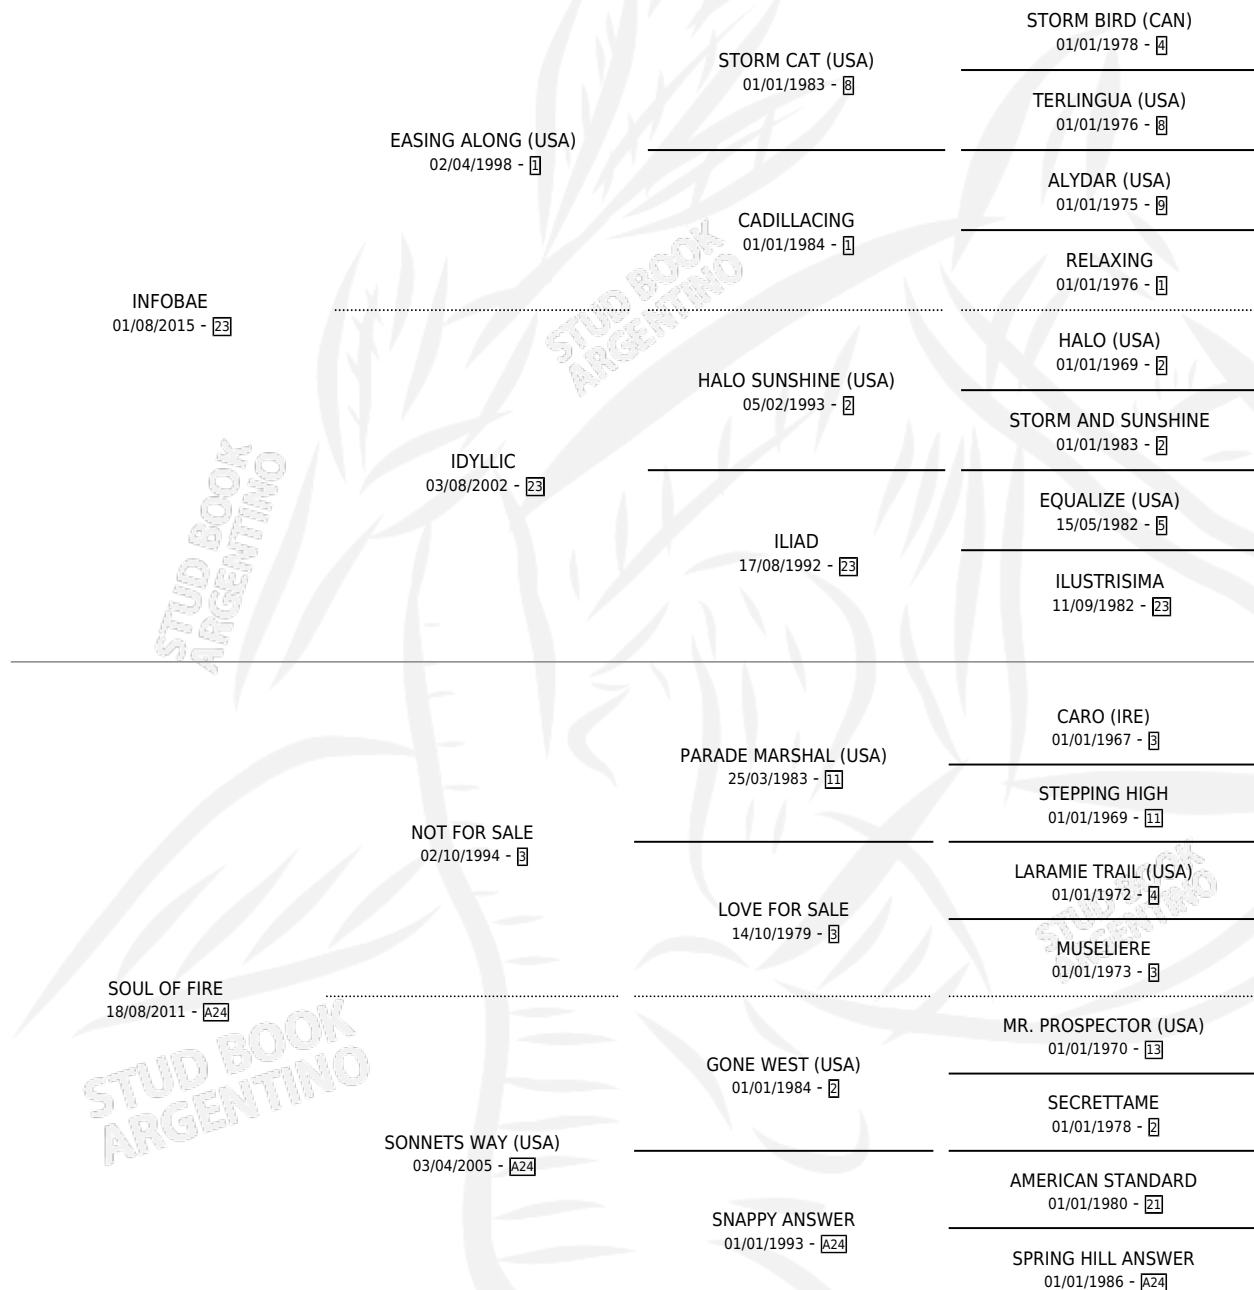 STORM BIRD (CAN)
01/01/1978 - 4
STORM CAT (USA)
01/01/1983 - 8
TERLINGUA (USA)
01/01/1976 - 8
EASING ALONG (USA)
02/04/1998 - 1
ALYDAR (USA)
01/01/1975 - 9
CADILLACING
01/01/1984 - 1
RELAXING
01/01/1976 - 1
INFOBAE
01/08/2015 - 23
HALO (USA)
01/01/1969 - 2
HALO SUNSHINE (USA)
05/02/1993 - 2
STORM AND SUNSHINE
01/01/1983 - 2
IDYLLIC
03/08/2002 - 23
EQUALIZE (USA)
15/05/1982 - 5
ILIAD
17/08/1992 - 23
ILUSTRISIMA
11/09/1982 - 23
CARO (IRE)
01/01/1967 - 3
PARADE MARSHAL (USA)
25/03/1983 - 11
STEPPING HIGH
01/01/1969 - 11
NOT FOR SALE
02/10/1994 - 3
LARAMIE TRAIL (USA)
01/01/1972 - 4
LOVE FOR SALE
14/10/1979 - 3
MUSELIERE
01/01/1973 - 3
SOUL OF FIRE
18/08/2011 - A24
MR. PROSPECTOR (USA)
01/01/1970 - 13
GONE WEST (USA)
01/01/1984 - 2
SECRETTAME
01/01/1978 - 2
SONNETS WAY (USA)
03/04/2005 - A24
AMERICAN STANDARD
01/01/1980 - 21
SNAPPY ANSWER
01/01/1993 - A24
SPRING HILL ANSWER
01/01/1986 - A24
STUD BOOK
ARGENTINO
STUD BOOK
ARGENTINO
STUD BOOK
ARGENTINO
STUD BOOK
ARGENTINO